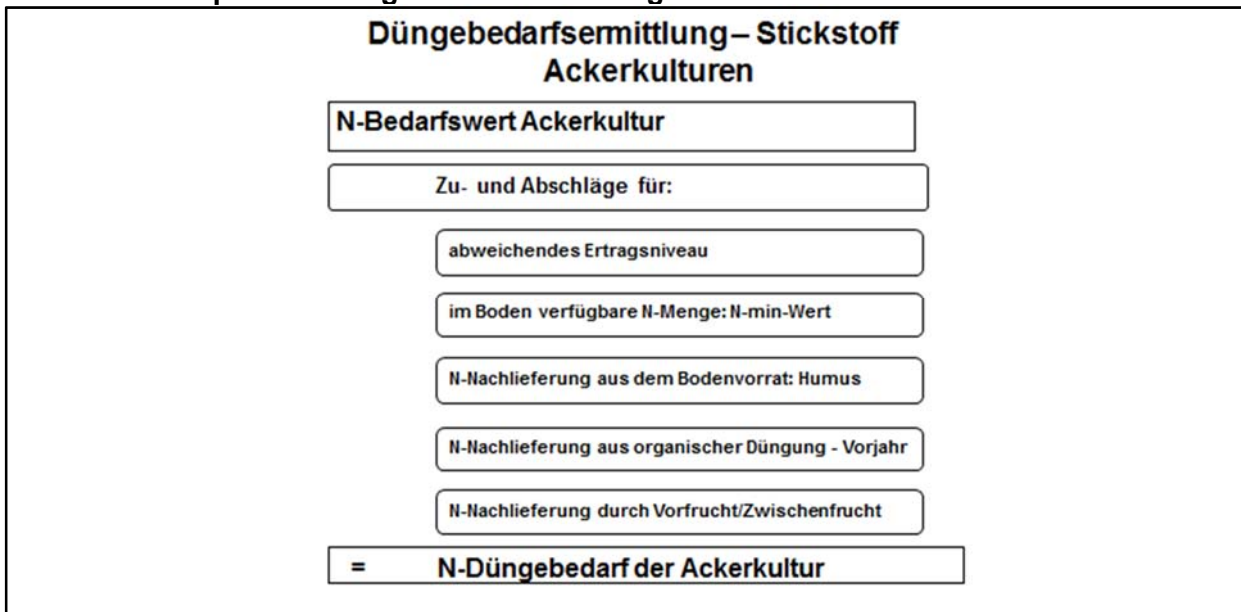 Düngebedarfsermittlung – Stickstoff
Ackerkulturen
N-Bedarfswert Ackerkultur
Zu- und Abschläge für:
abweichendes Ertragsniveau
im Boden verfügbare N-Menge: N-min-Wert
N-Nachlieferung aus dem Bodenvorrat: Humus
N-Nachlieferung aus organischer Düngung - Vorjahr
N-Nachlieferung durch Vorfrucht/Zwischenfrucht
= N-Düngebedarf der Ackerkultur